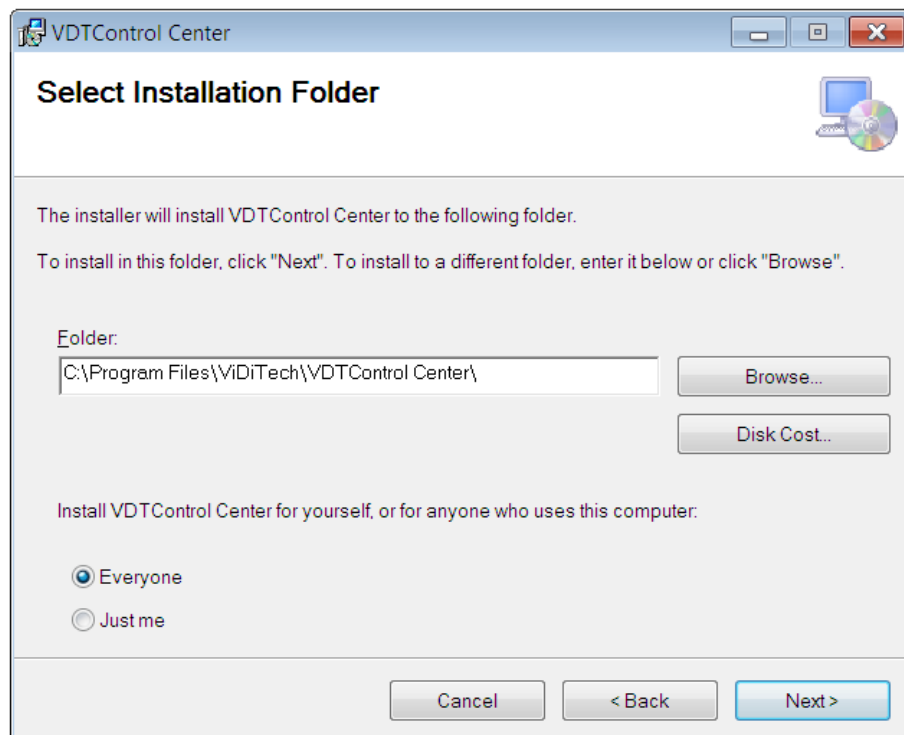 VDTControl Center
Select Installation Folder
The installer will install VDTControl Center to the following folder.
To install in this folder, click "Next". To install to a different folder, enter it below or click "Browse".
Folder:
C:\Program Files\ViDiTech\VDTControl Center\
Browse...
Disk Cost...
Install VDTControl Center for yourself, or for anyone who uses this computer:
Everyone
Just me
Cancel
< Back
Next >